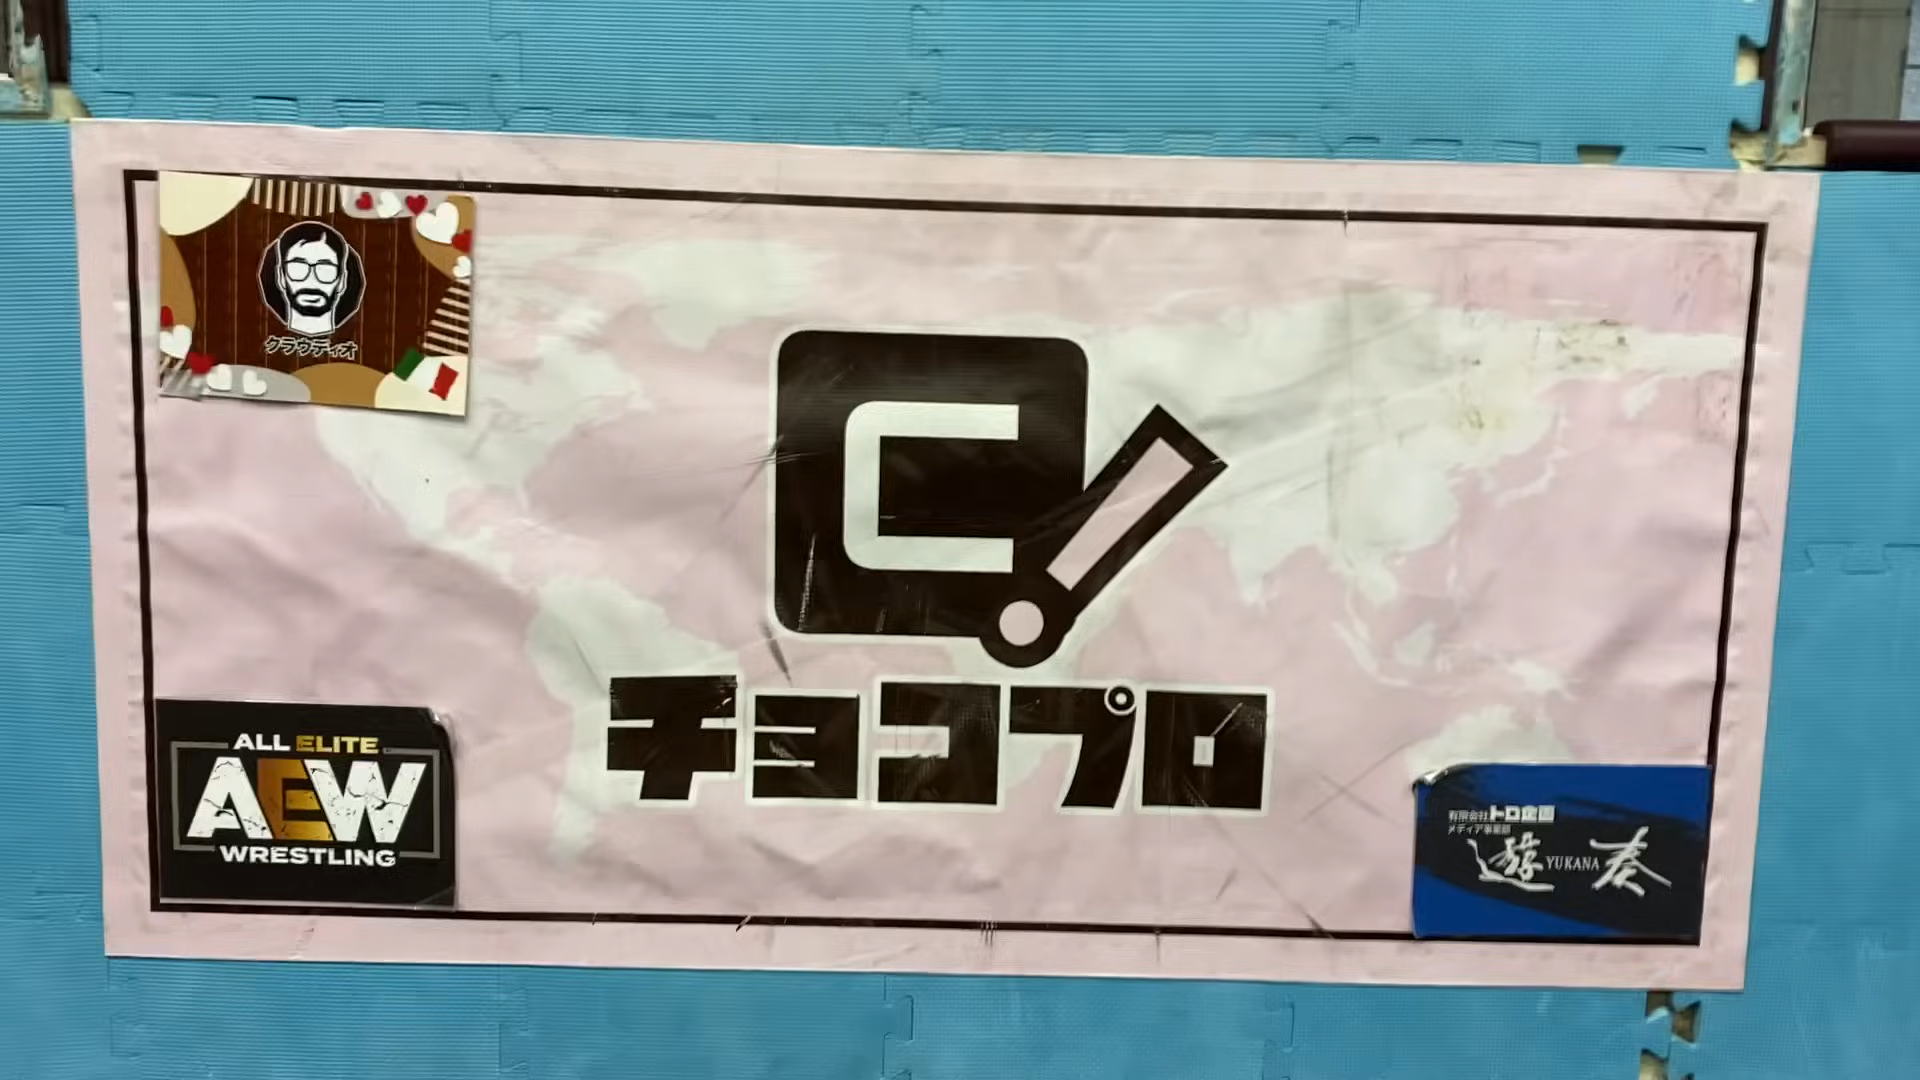 クラウディオ
C!
チョコプロ
ALL ELITE
AEW
WRESTLING
有限会社トロ企画
メディア事業部
遊 YUKANA 奏